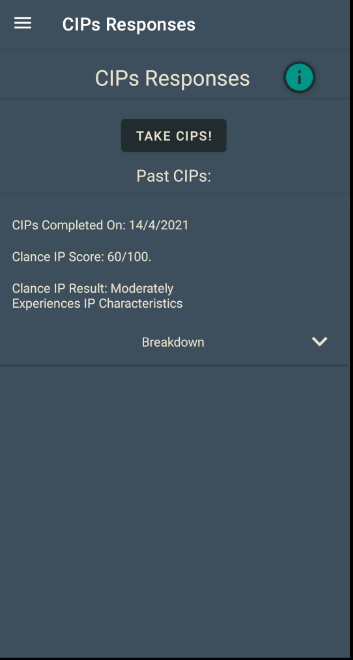 CIPs Responses
CIPs Responses
TAKE CIPS!
Past CIPs:
CIPs Completed On: 14/4/2021
Clance IP Score: 60/100.
Clance IP Result: Moderately
Experiences IP Characteristics
Breakdown